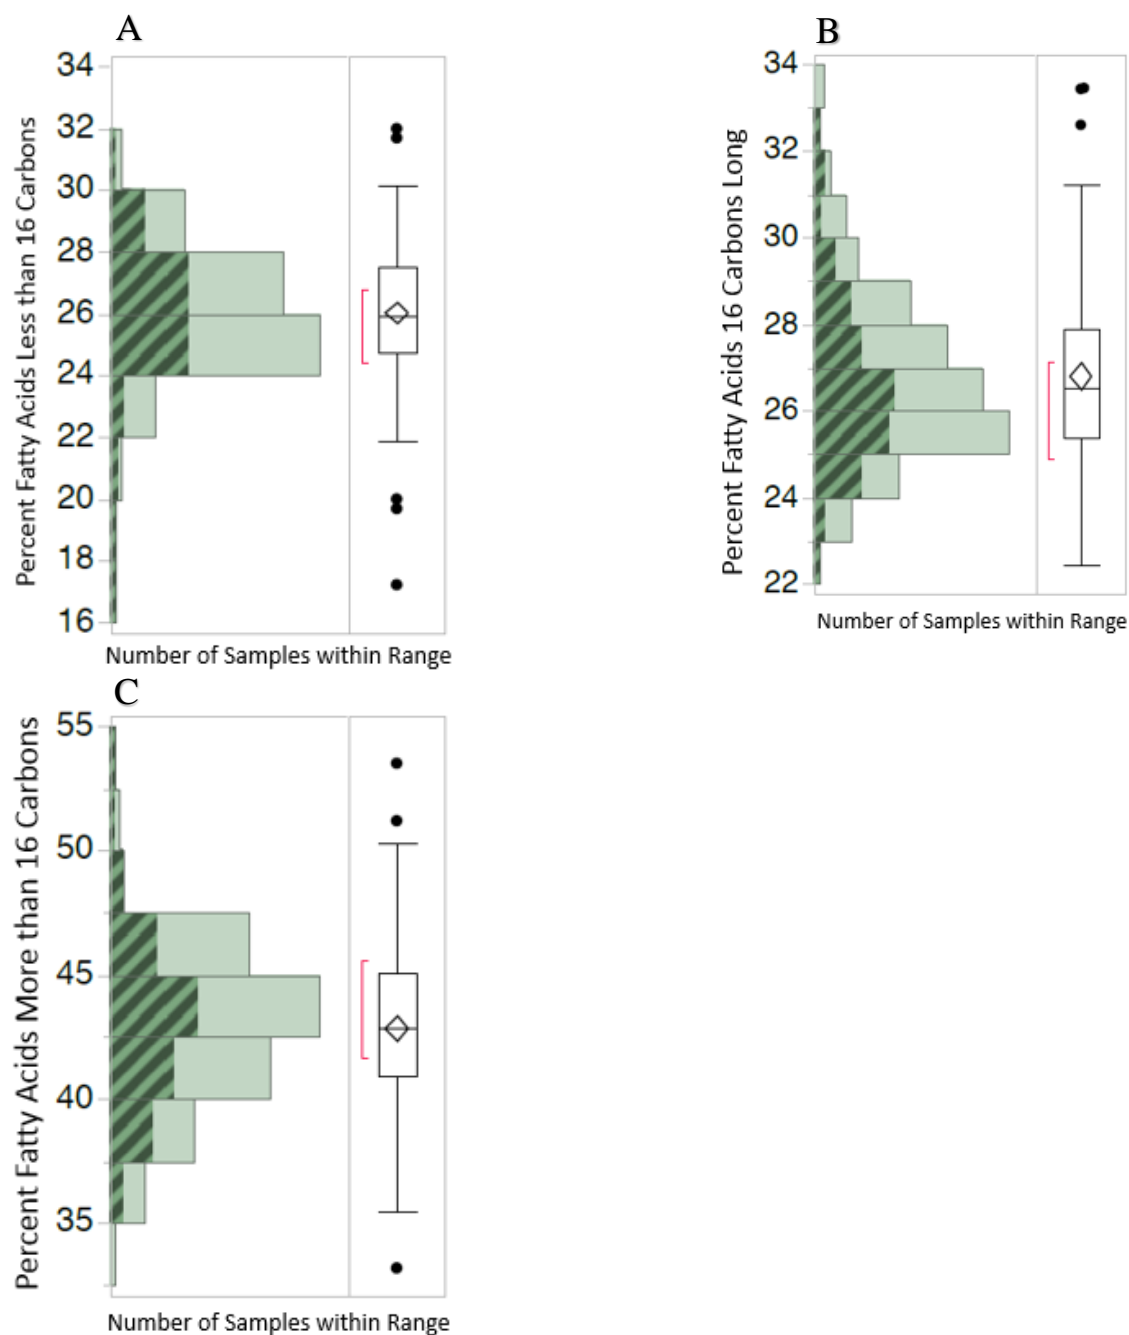 A
Percent Fatty Acids Less than 16 Carbons
34
32
30
28
26
24
22
20
18
16
Number of Samples within Range
B
Percent Fatty Acids 16 Carbons Long
34
32
30
28
26
24
22
Number of Samples within Range
C
Percent Fatty Acids More than 16 Carbons
55
50
45
40
35
Number of Samples within Range